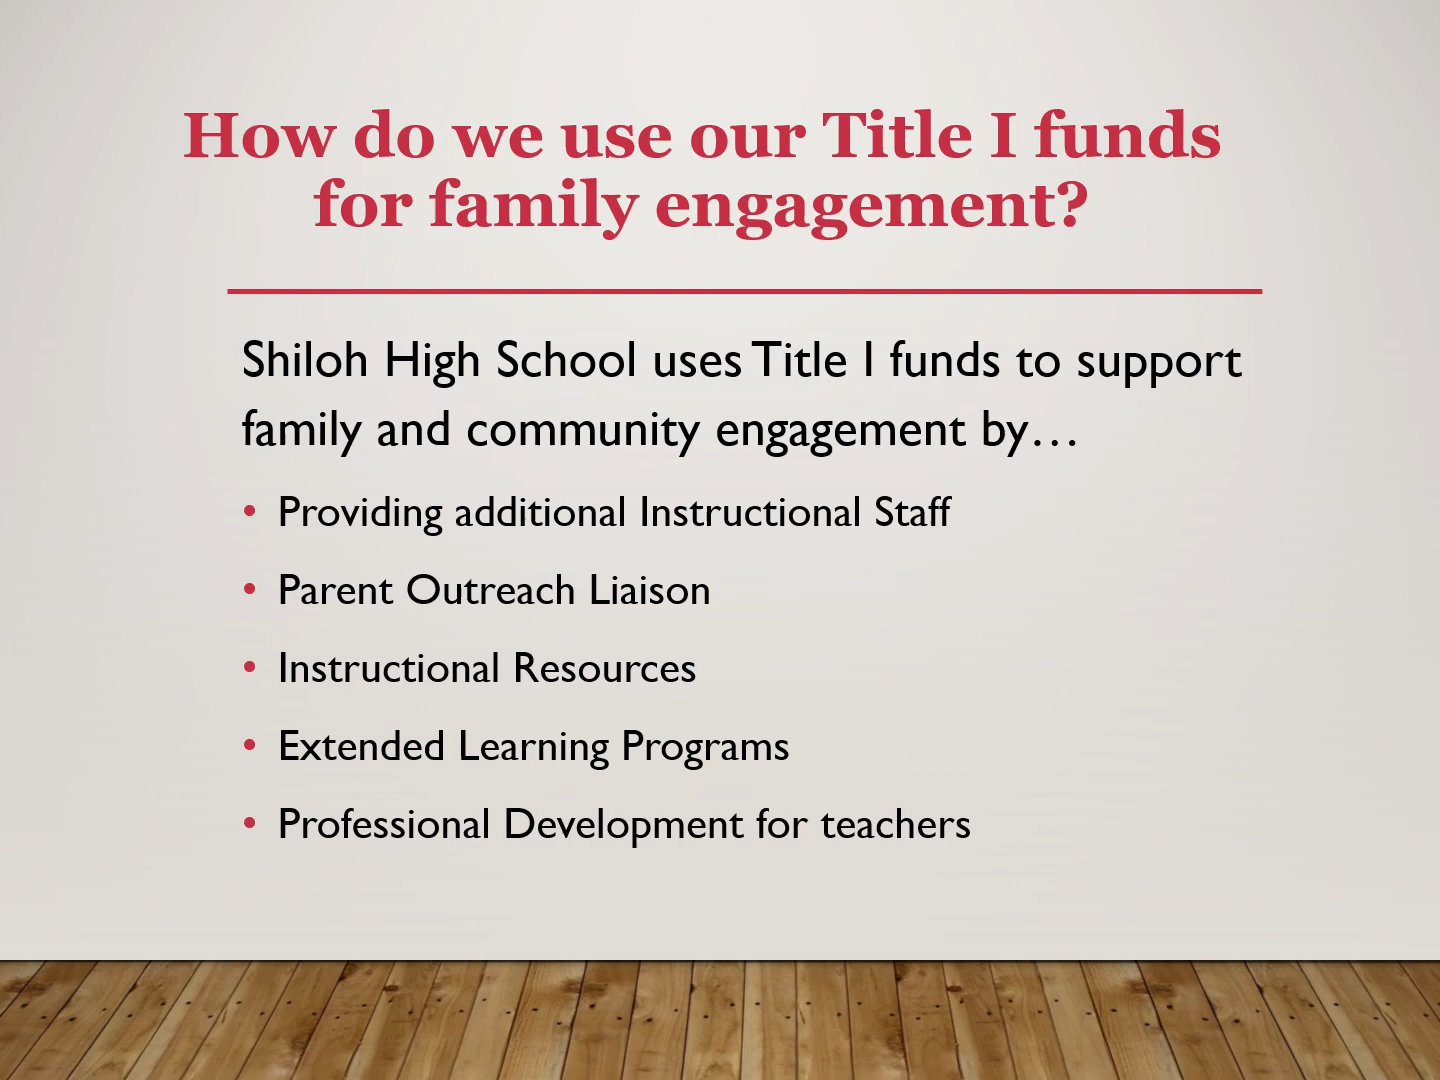 How do we use our Title I funds
for family engagement?
Shiloh High School uses Title I funds to support
family and community engagement by…
• Providing additional Instructional Staff
• Parent Outreach Liaison
• Instructional Resources
• Extended Learning Programs
• Professional Development for teachers